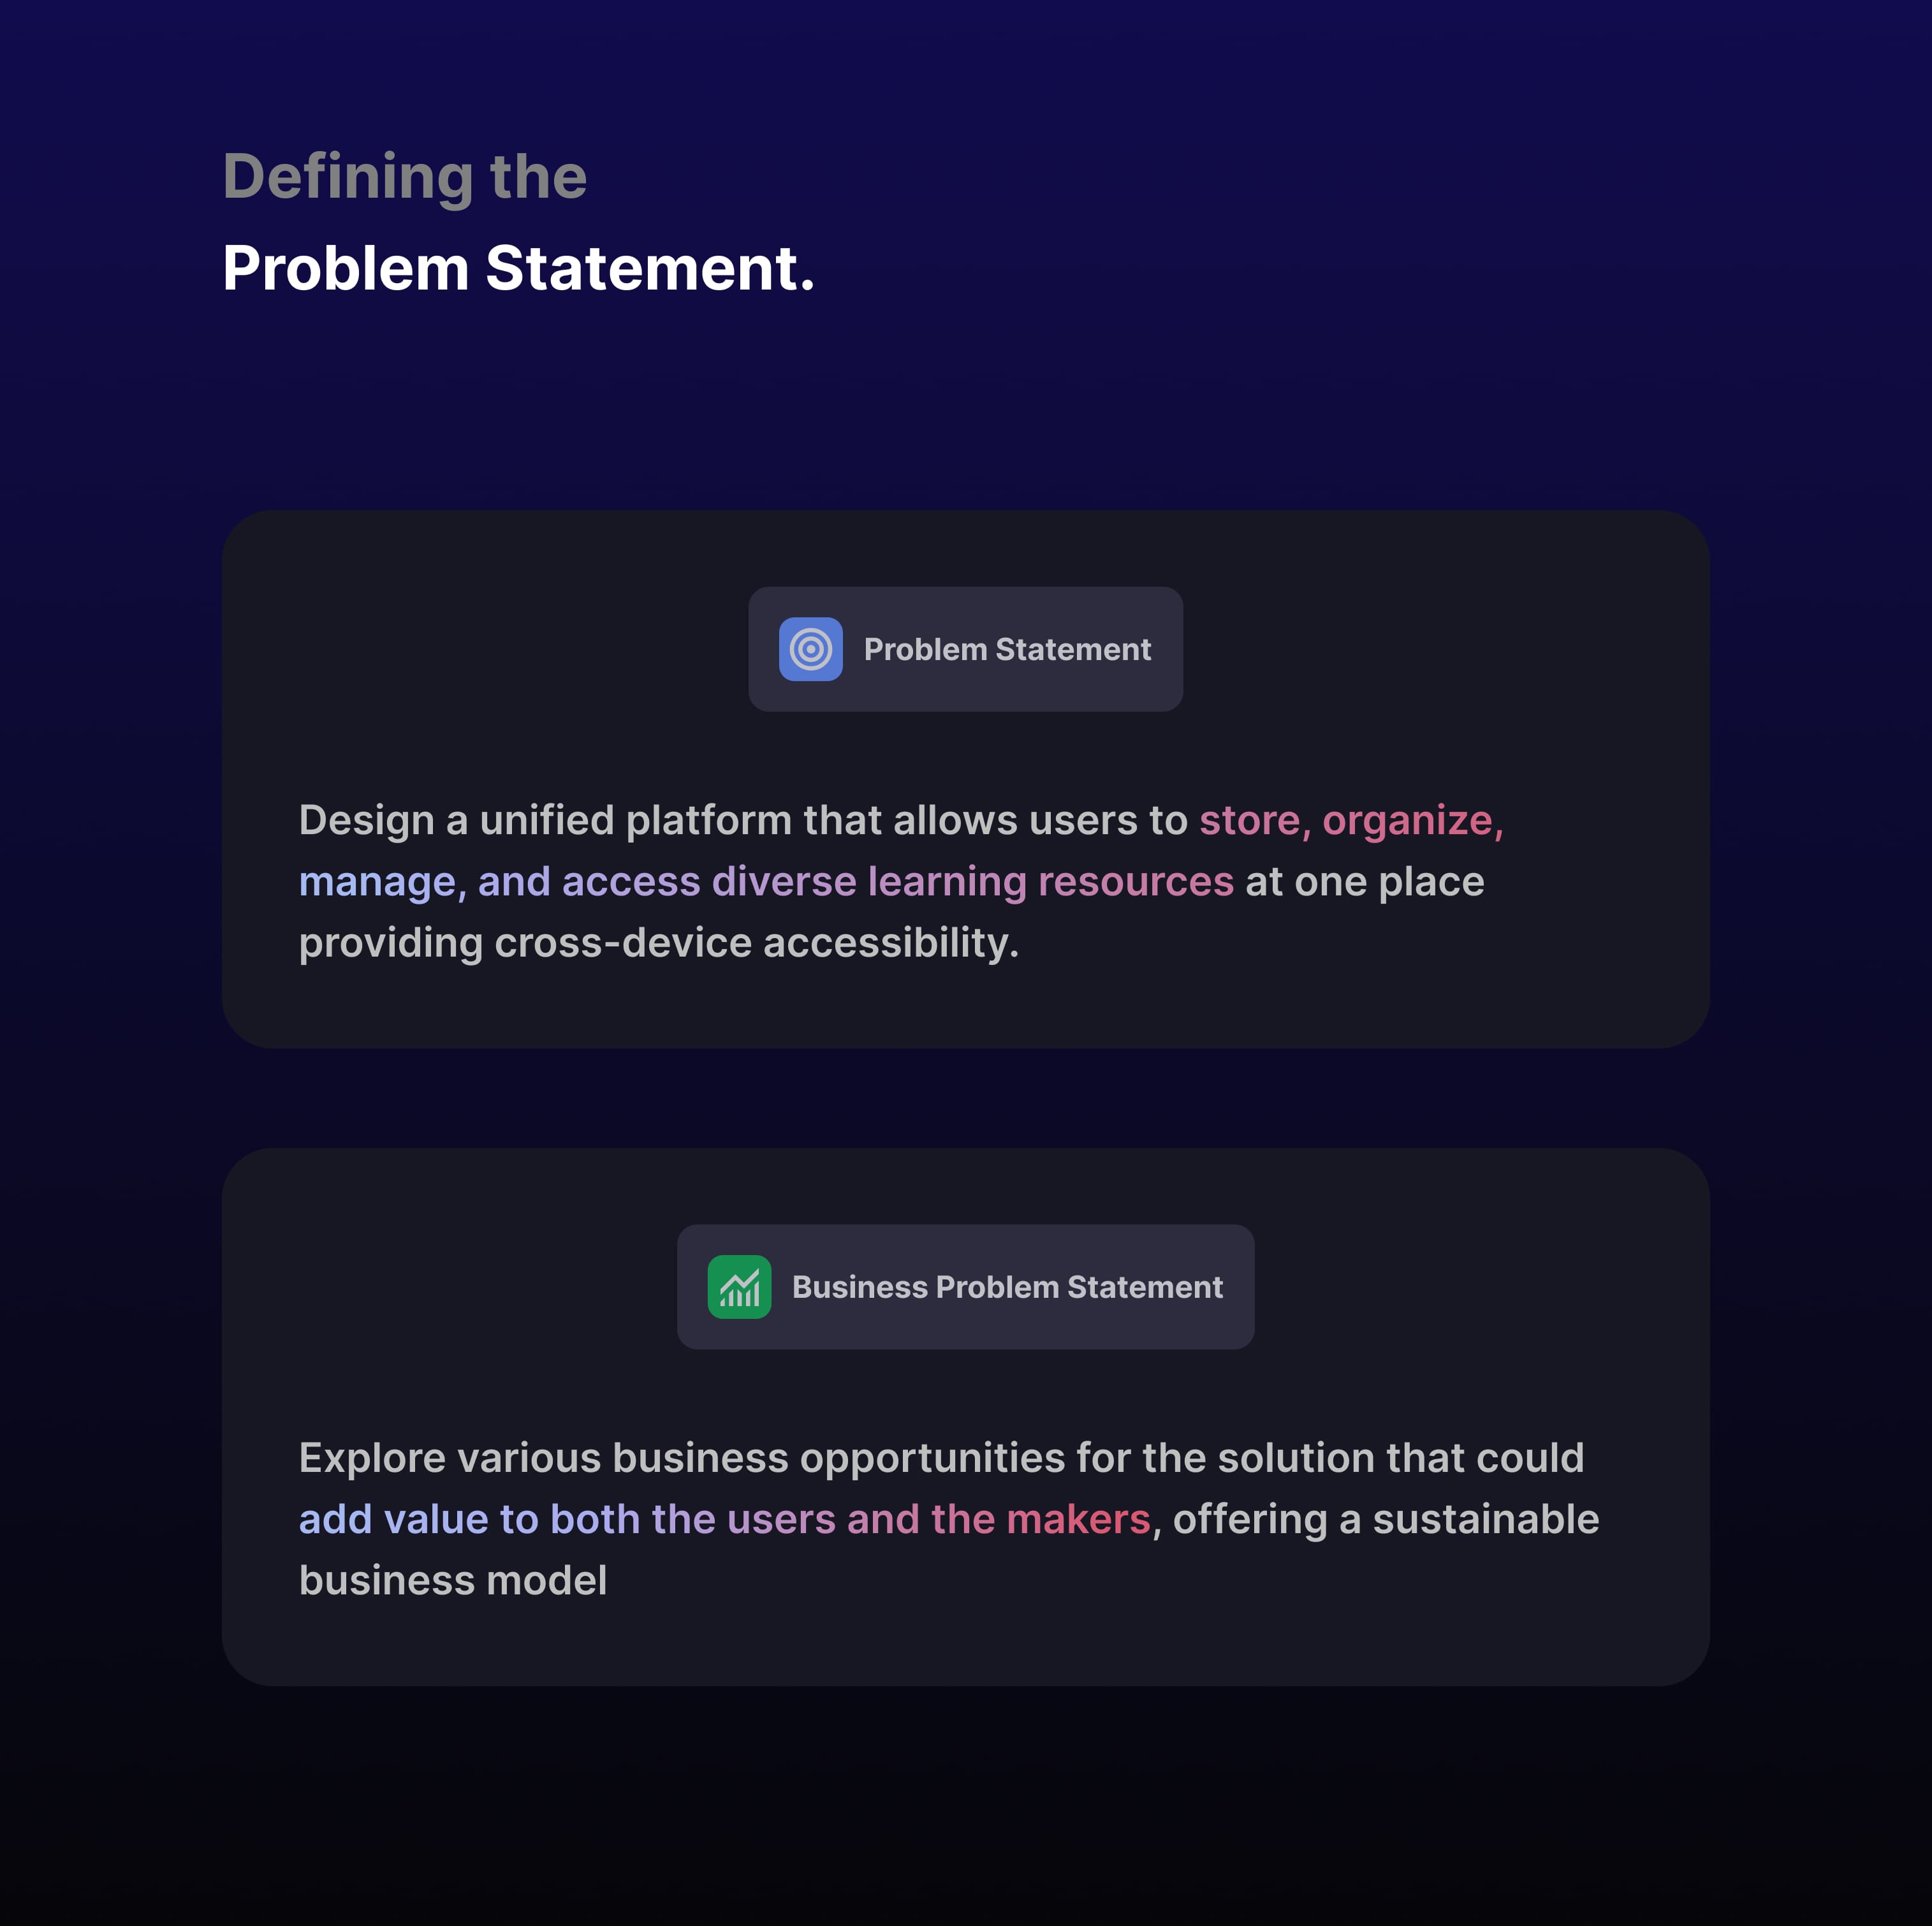 Defining the
Problem Statement.
Problem Statement
Design a unified platform that allows users to store, organize,
manage, and access diverse learning resources at one place
providing cross-device accessibility.
Business Problem Statement
Explore various business opportunities for the solution that could
add value to both the users and the makers, offering a sustainable
business model